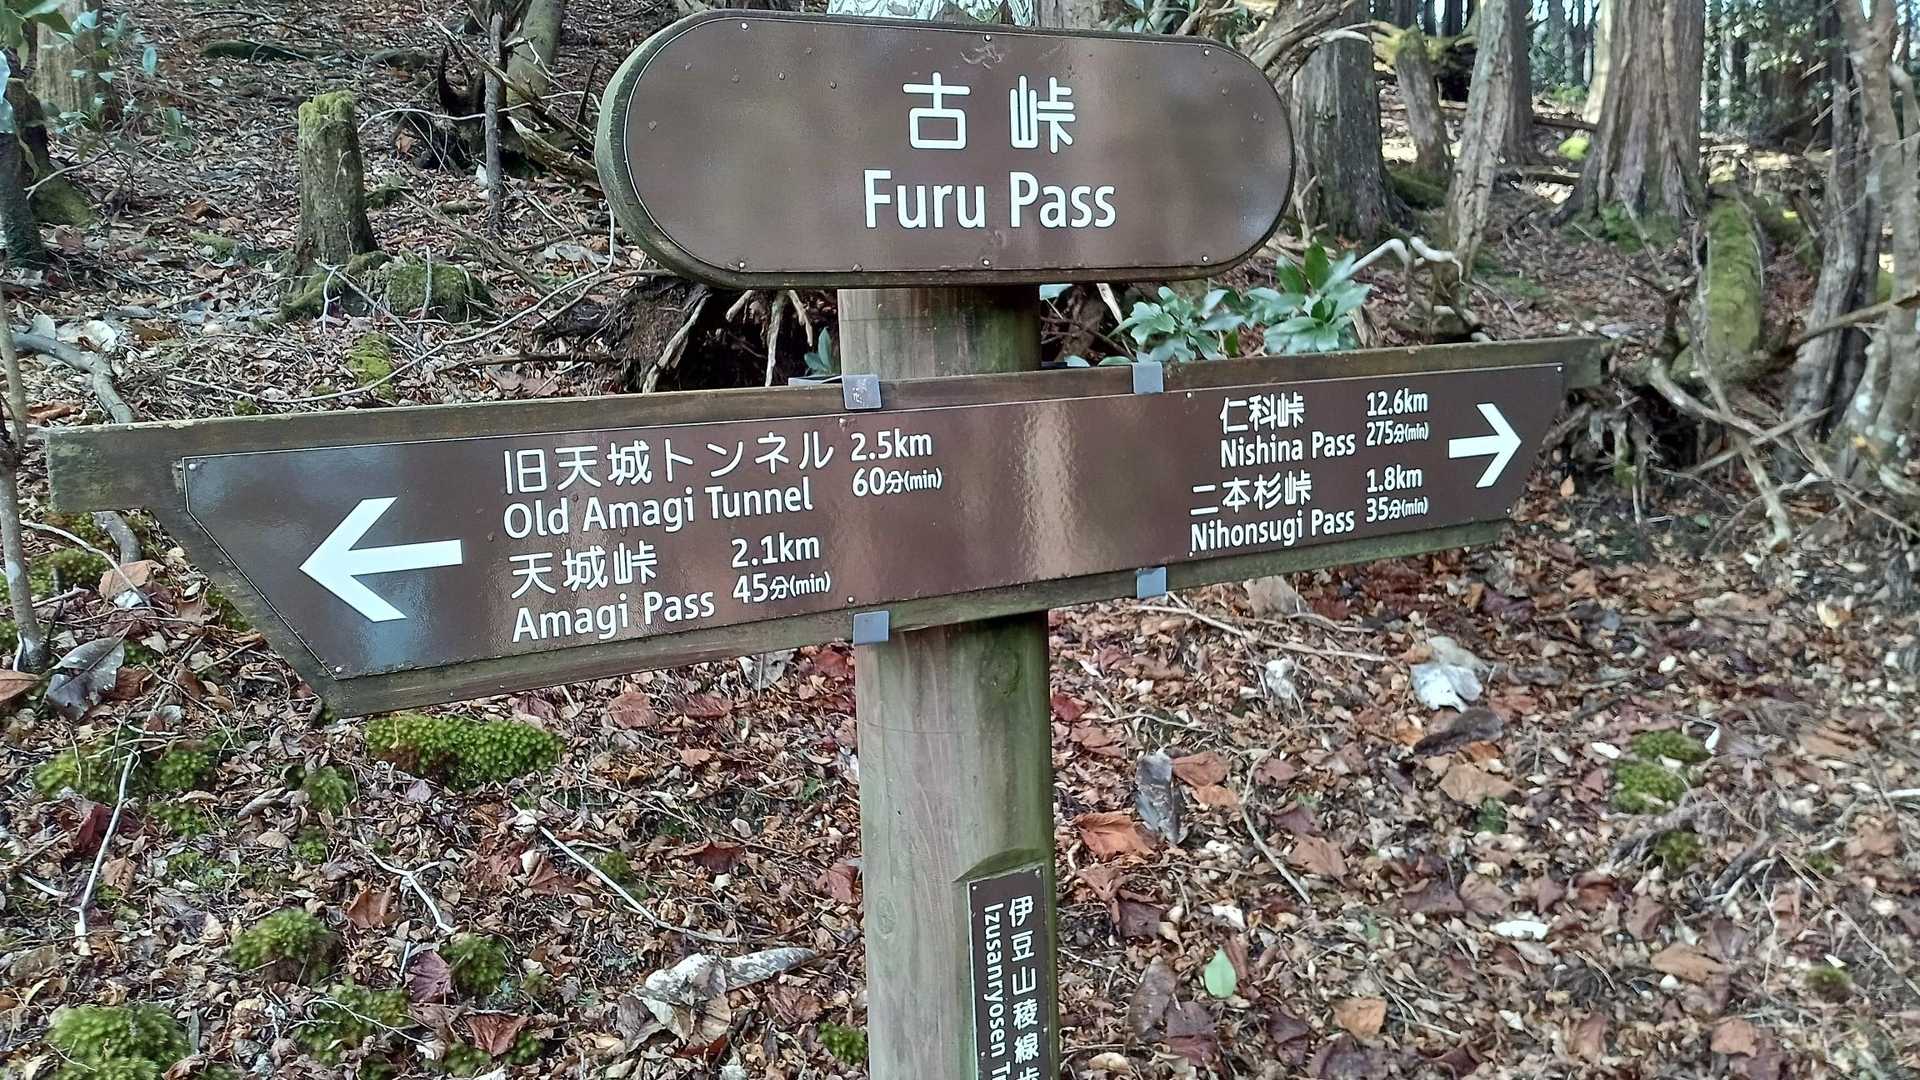 古峠
Furu Pass
旧天城トンネル 2.5km
Old Amagi Tunnel 60分(min)
天城峠 2.1km
Amagi Pass 45分(min)
仁科峠 12.6km
Nishina Pass 275分(min)
二本杉峠 1.8km
Nihonsugi Pass 35分(min)
伊豆山稜線歩
Izusanryosen